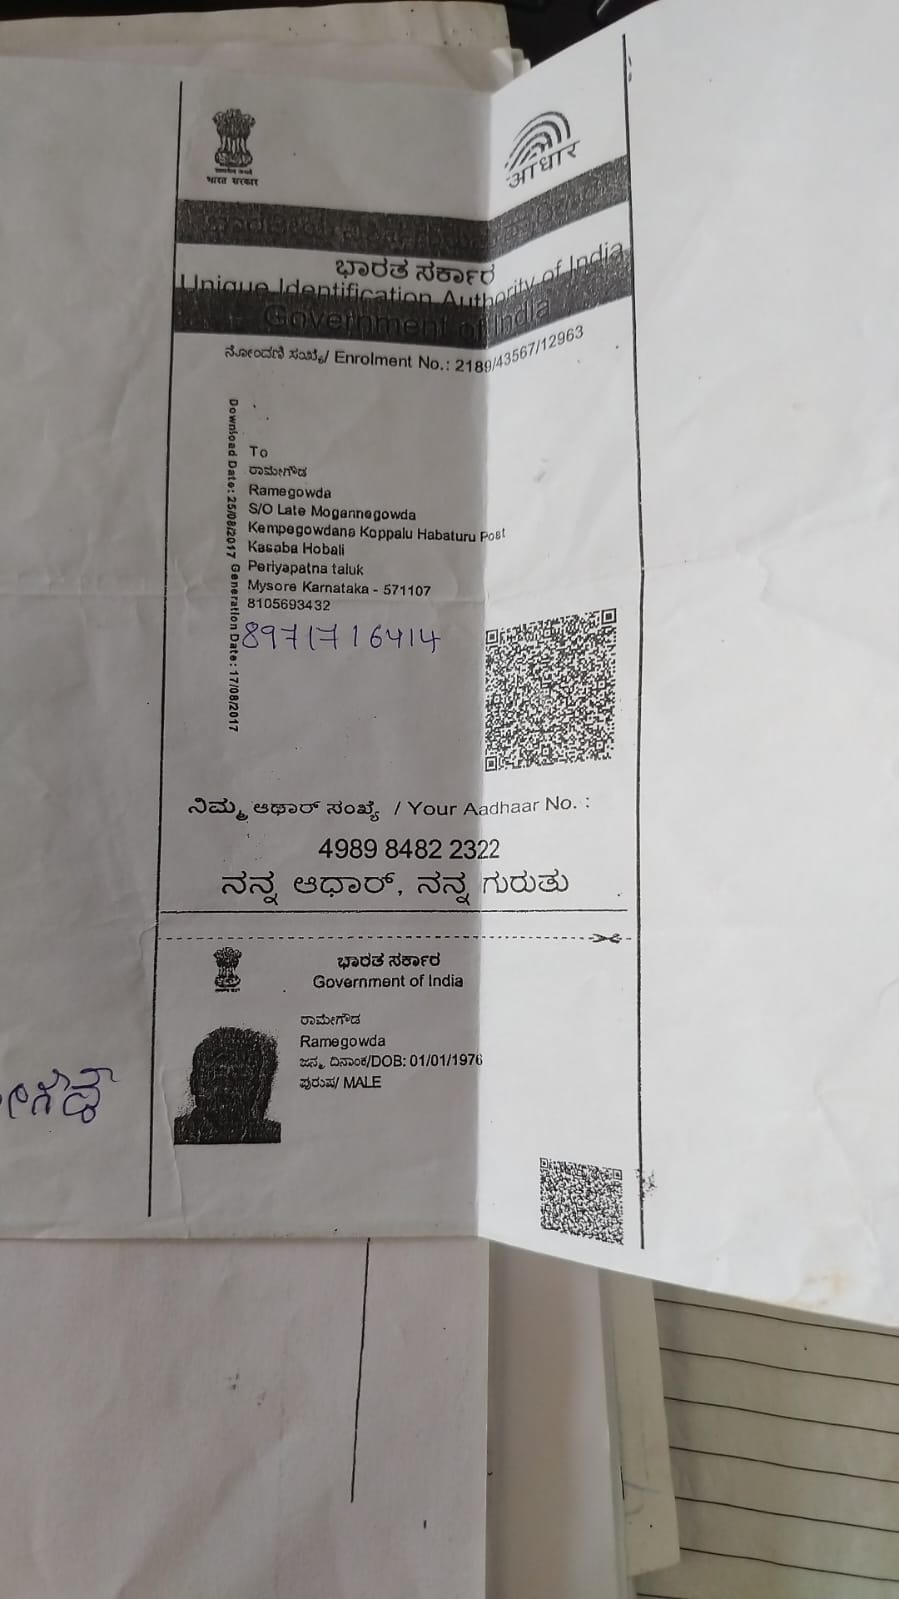 भारत सरकार
आधार
ಭಾರತ ಸರ್ಕಾರ
Unique Identification Authority of India
Government of India
ನೋಂದಣಿ ಸಂಖ್ಯೆ/ Enrolment No.: 2189/43567/12963
Download Date: 25/08/2017 Generation Date: 17/08/2017
To
ರಾಮೇಗೌಡ
Ramegowda
S/O Late Mogannegowda
Kempegowdana Koppalu Habaturu Post
Kasaba Hobali
Periyapatna taluk
Mysore Karnataka - 571107
8105693432
8971716414
ನಿಮ್ಮ ಆಧಾರ್ ಸಂಖ್ಯೆ / Your Aadhaar No. :
4989 8482 2322
ನನ್ನ ಆಧಾರ್, ನನ್ನ ಗುರುತು
ಭಾರತ ಸರ್ಕಾರ
Government of India
ರಾಮೇಗೌಡ
Ramegowda
ಜನ್ಮ ದಿನಾಂಕ/DOB: 01/01/1976
ಪುರುಷ/ MALE